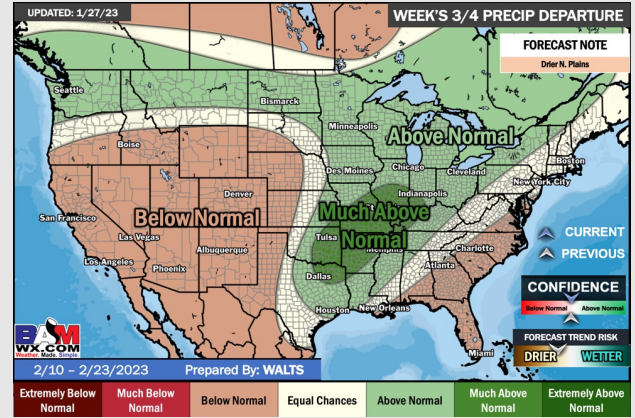 UPDATED: 1/27/23
WEEK'S 3/4 PRECIP DEPARTURE
FORECAST NOTE
Drier N. Plains
Seattle
Bismarck
Minneapolis
Above Normal
Boise
Boston
Des Moines
Chicago
Cleveland
New York City
Denver
Indianapolis
San Francisco
Below Normal
Much Above
Normal
Las Vegas
Tulsa
Memphis
Charlotte
Albuquerque
Los Angeles
Phoenix
Atlanta
Dallas
Houston
New Orleans
Miami
CURRENT
PREVIOUS
CONFIDENCE
Below Normal
Above Normal
FORECAST TREND RISK
DRIER
WETTER
BAM
WX.COM
Weather. Made. Simple.
2/10 – 2/23/2023
Prepared By: WALTS
Extremely Below
Normal
Much Below
Normal
Below Normal
Equal Chances
Above Normal
Much Above
Normal
Extremely Above
Normal